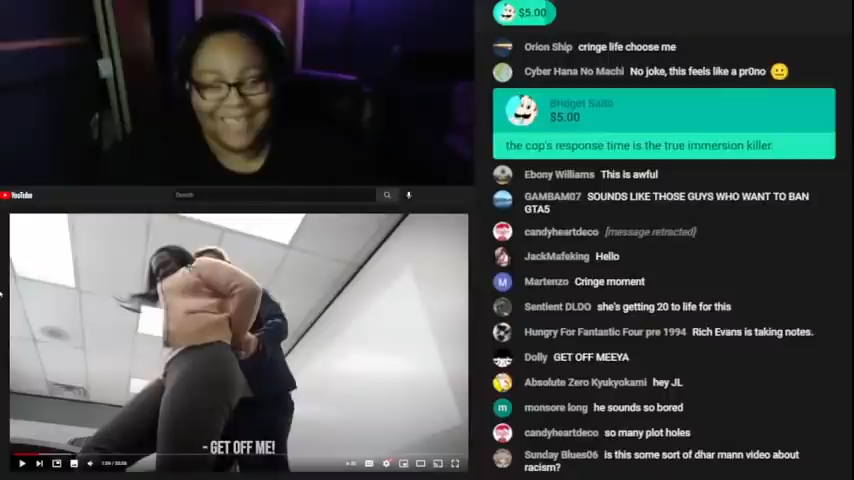 $5.00
Orion Ship cringe life choose me
Cyber Hana No Machi No joke, this feels like a pr0no
Bridget Saito
$5.00
the cop's response time is the true immersion killer.
Ebony Williams This is awful
GAMBAM07 SOUNDS LIKE THOSE GUYS WHO WANT TO BAN
GTA5
candyheartdeco [message retracted]
JackMafeking Hello
M Martenzo Cringe moment
Sentient DLDO she's getting 20 to life for this
Hungry For Fantastic Four pre 1994 Rich Evans is taking notes.
Dolly GET OFF MEEYA
Absolute Zero Kyukyokami hey JL
m monsore long he sounds so bored
candyheartdeco so many plot holes
Sunday Blues06 is this some sort of dhar mann video about
racism?
YouTube
Search
- GET OFF ME!